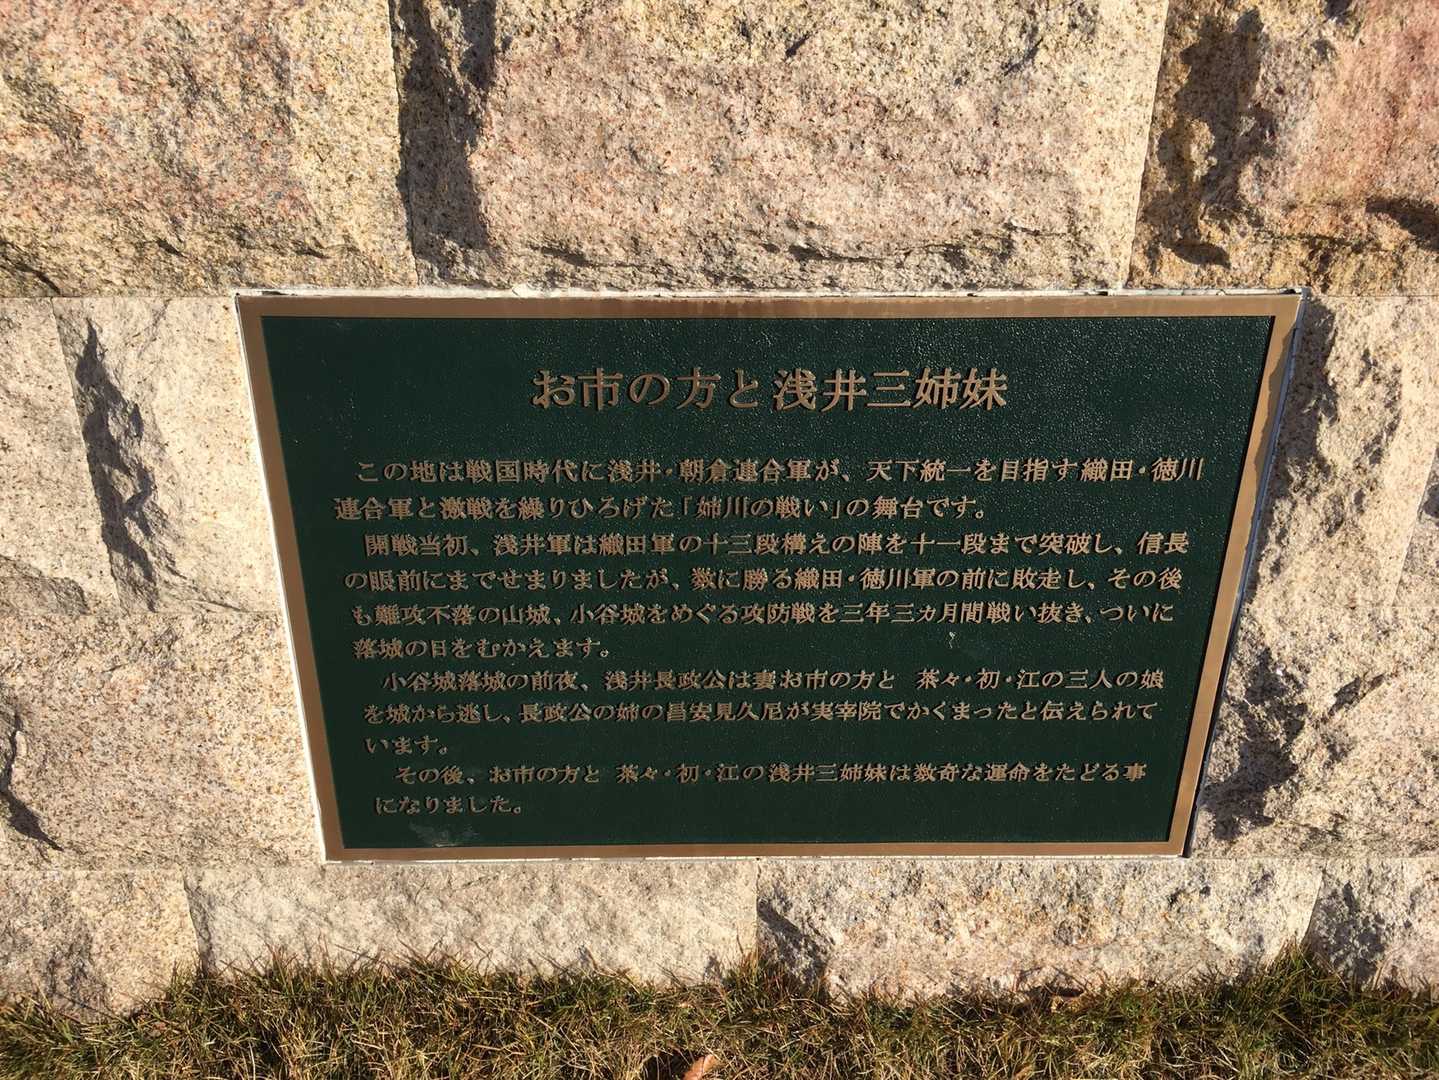 お市の方と浅井三姉妹
この地は戦国時代に浅井・朝倉連合軍が、天下統一を目指す織田・徳川
連合軍と激戦を繰りひろげた「姉川の戦い」の舞台です。
開戦当初、浅井軍は織田軍の十三段構えの陣を十一段まで突破し、信長
の眼前にまでせまりましたが、数に勝る織田・徳川軍の前に敗走し、その後
も難攻不落の山城、小谷城をめぐる攻防戦を三年三カ月間戦い抜き、ついに
落城の日をむかえます。
小谷城落城の前夜、浅井長政公は妻お市の方と 茶々・初・江の三人の娘
を城から逃し、長政公の姉の昌安見久尼が実宰院でかくまったと伝えられて
います。
その後、お市の方と 茶々・初・江の浅井三姉妹は数奇な運命をたどる事
になりました。